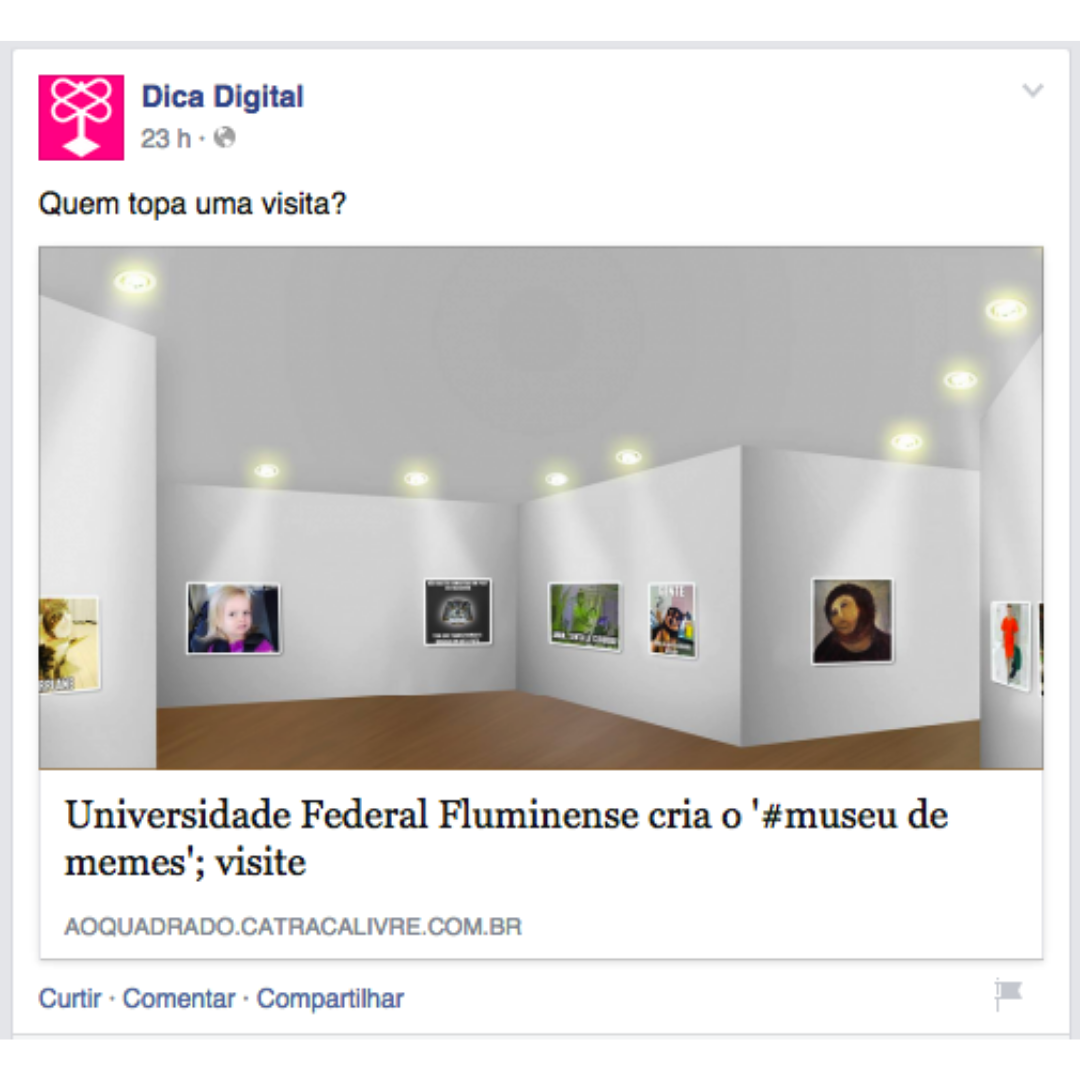 Dica Digital
23 h ·
Quem topa uma visita?
GENTE
Universidade Federal Fluminense cria o '#museu de
memes'; visite
AOQUADRADO.CATRACALIVRE.COM.BR
Curtir · Comentar · Compartilhar